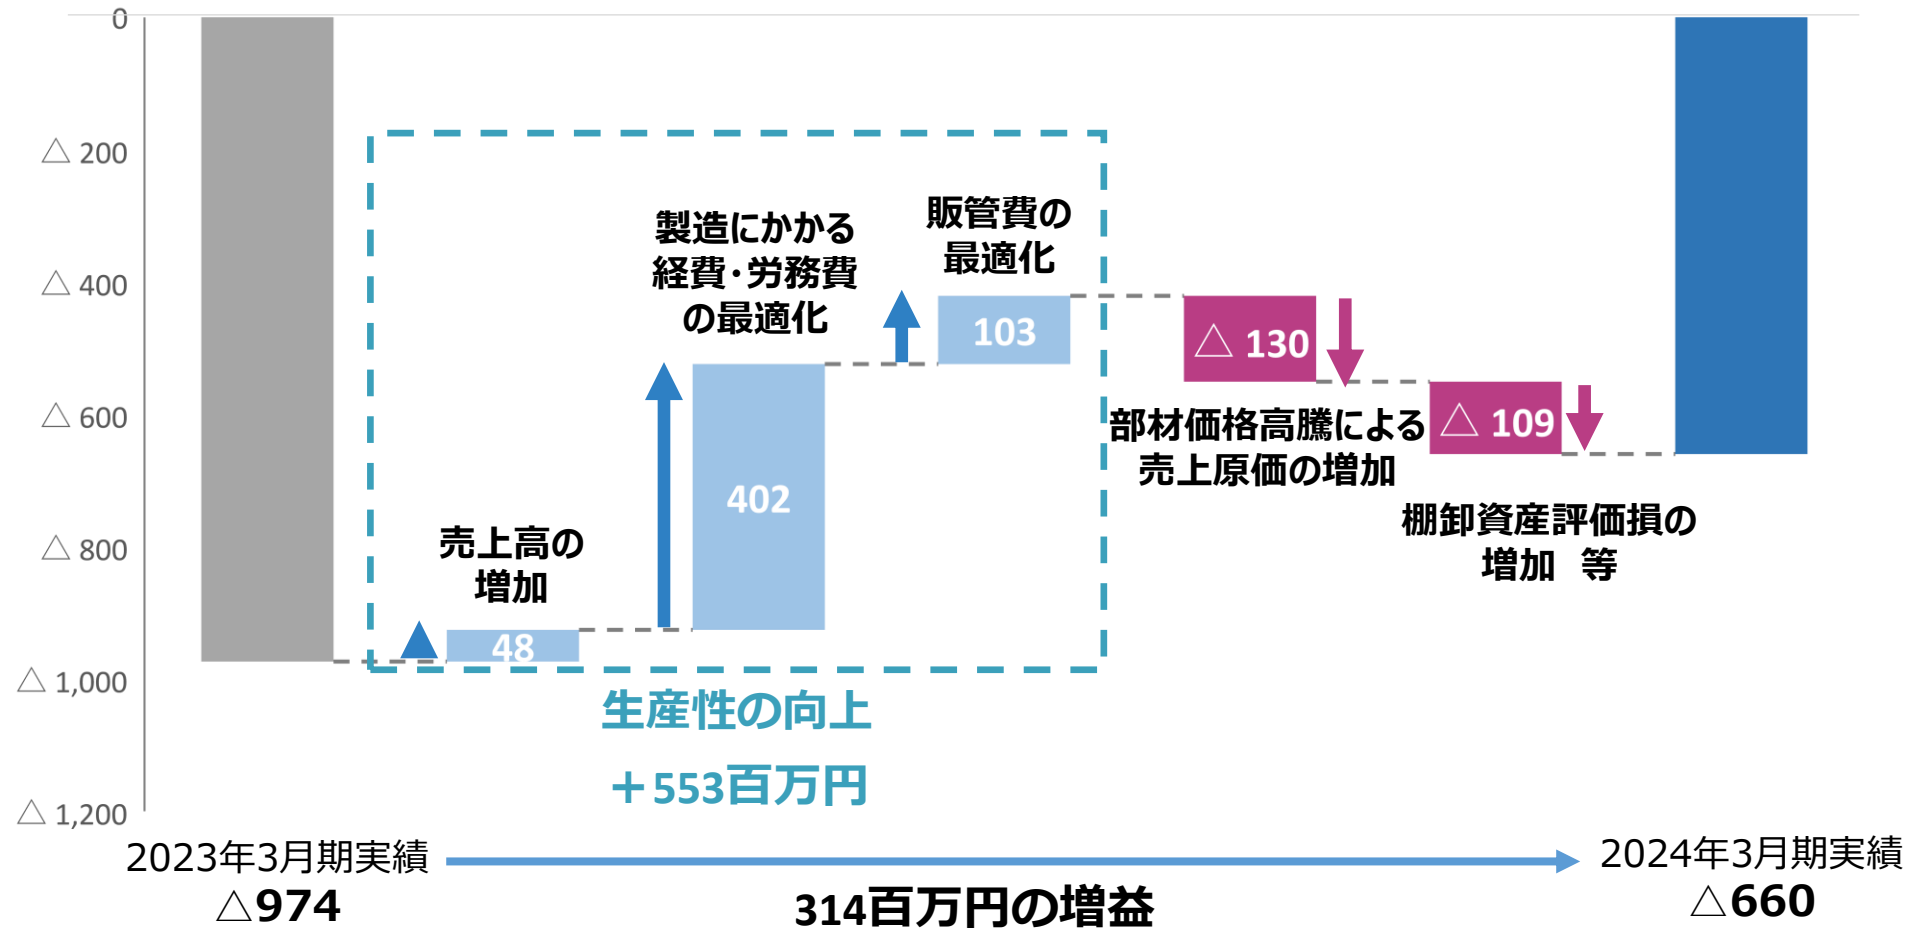 0
△ 200
△ 400
△ 600
△ 800
△ 1,000
△ 1,200
売上高の
増加
48
製造にかかる
経費・労務費
の最適化
402
販管費の
最適化
103
△ 130
部材価格高騰による
売上原価の増加
△ 109
棚卸資産評価損の
増加 等
生産性の向上
＋553百万円
2023年3月期実績
△974
314百万円の増益
2024年3月期実績
△660